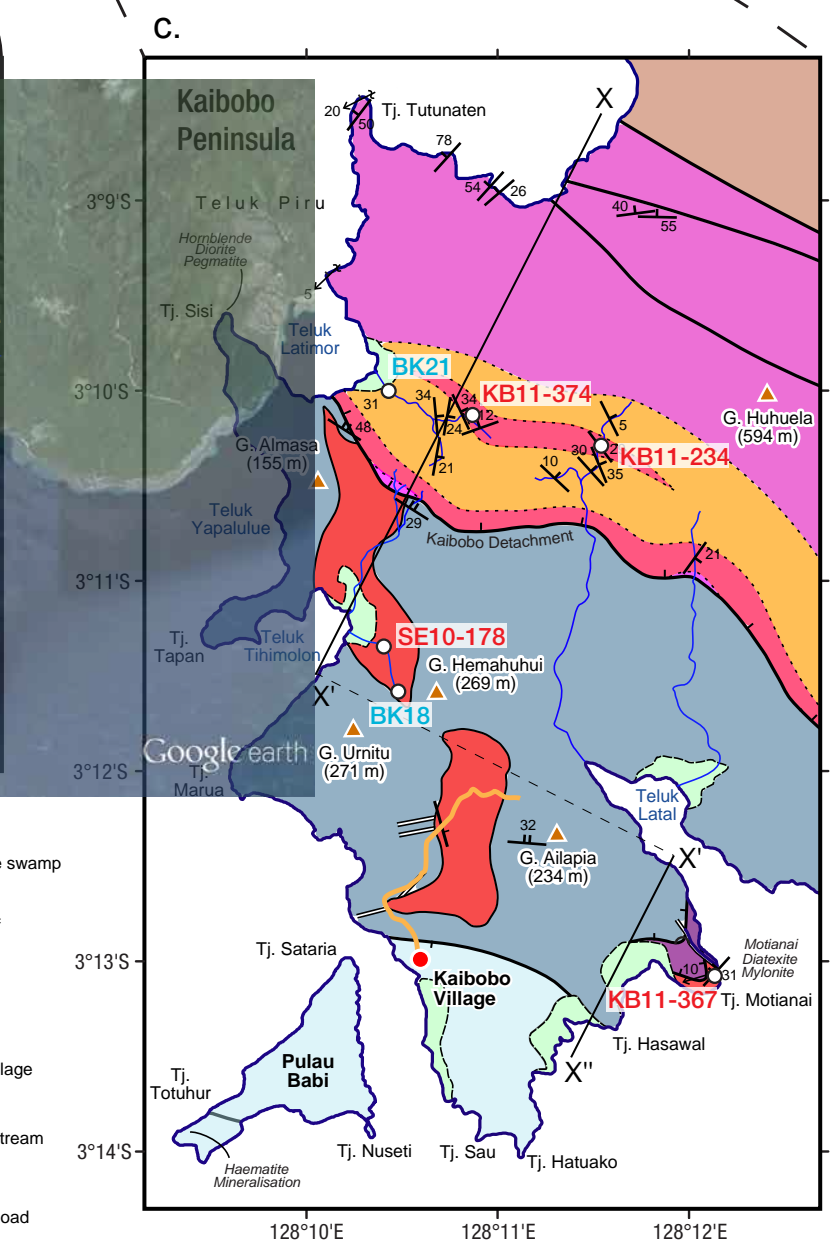 c.
X
Kaibobo
Peninsula
20
50
Tj. Tutunaten
78
54
26
3°9'S
Teluk Piru
40
55
Hornblende
Diorite
Pegmatite
5
Tj. Sisi
Teluk
Latimor
BK21
3°10'S
KB11-374
G. Huhuela
(594 m)
31
34
34
12
48
24
5
G. Almasa
(155 m)
21
10
30
2
KB11-234
35
Teluk
Yapalulue
29
Kaibobo Detachment
21
3°11'S
Tj.
Tapan
Teluk
Tihimolon
SE10-178
G. Hemahuhui
(269 m)
X'
BK18
Google earth
G. Urnitu
(271 m)
3°12'S
Tj.
Marua
Teluk
Latal
32
G. Ailapia
(234 m)
X'
e swamp
Tj. Sataria
3°13'S
Motianai
Diatexite
Mylonite
10
31
Kaibobo
Village
KB11-367
Tj. Motianai
Tj. Hasawal
lage
Pulau
Babi
X"
Tj.
Totuhur
tream
3°14'S
Tj. Nuseti
Tj. Sau
Tj. Hatuako
Haematite
Mineralisation
oad
128°10'E
128°11'E
128°12'E